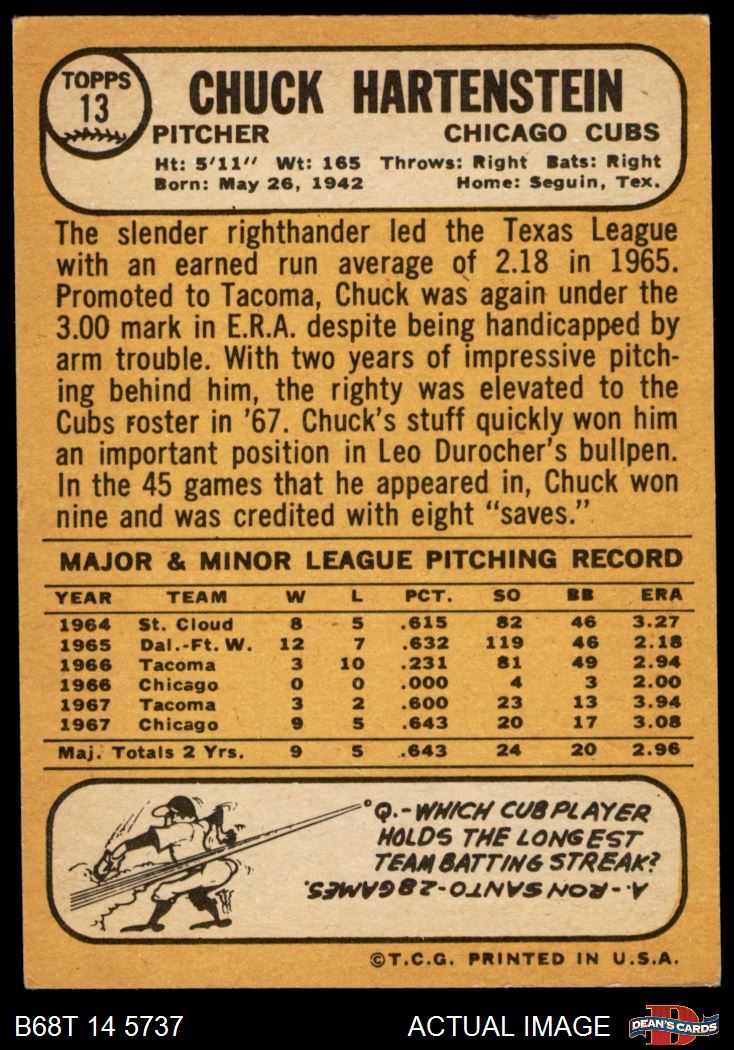 TOPPS
13
CHUCK HARTENSTEIN
PITCHER CHICAGO CUBS
Ht: 5'11" Wt: 165 Throws: Right Bats: Right
Born: May 26, 1942 Home: Seguin, Tex.
The slender righthander led the Texas League
with an earned run average of 2.18 in 1965.
Promoted to Tacoma, Chuck was again under the
3.00 mark in E.R.A. despite being handicapped by
arm trouble. With two years of impressive pitch-
ing behind him, the righty was elevated to the
Cubs roster in '67. Chuck's stuff quickly won him
an important position in Leo Durocher's bullpen.
In the 45 games that he appeared in, Chuck won
nine and was credited with eight "saves."
MAJOR & MINOR LEAGUE PITCHING RECORD
YEAR TEAM W L PCT. SO BB ERA
1964 St. Cloud 8 5 .615 82 46 3.27
1965 Dal.-Ft. W. 12 7 .632 119 46 2.18
1966 Tacoma 3 10 .231 81 49 2.94
1966 Chicago 0 0 .000 4 3 2.00
1967 Tacoma 3 2 .600 23 13 3.94
1967 Chicago 9 5 .643 20 17 3.08
Maj. Totals 2 Yrs. 9 5 .643 24 20 2.96
Q.-WHICH CUB PLAYER
HOLDS THE LONGEST
TEAM BATTING STREAK?
A.-RON SANTO-28 GAMES.
©T.C.G. PRINTED IN U.S.A.
B68T 14 5737 ACTUAL IMAGE DEAN'S CARDS